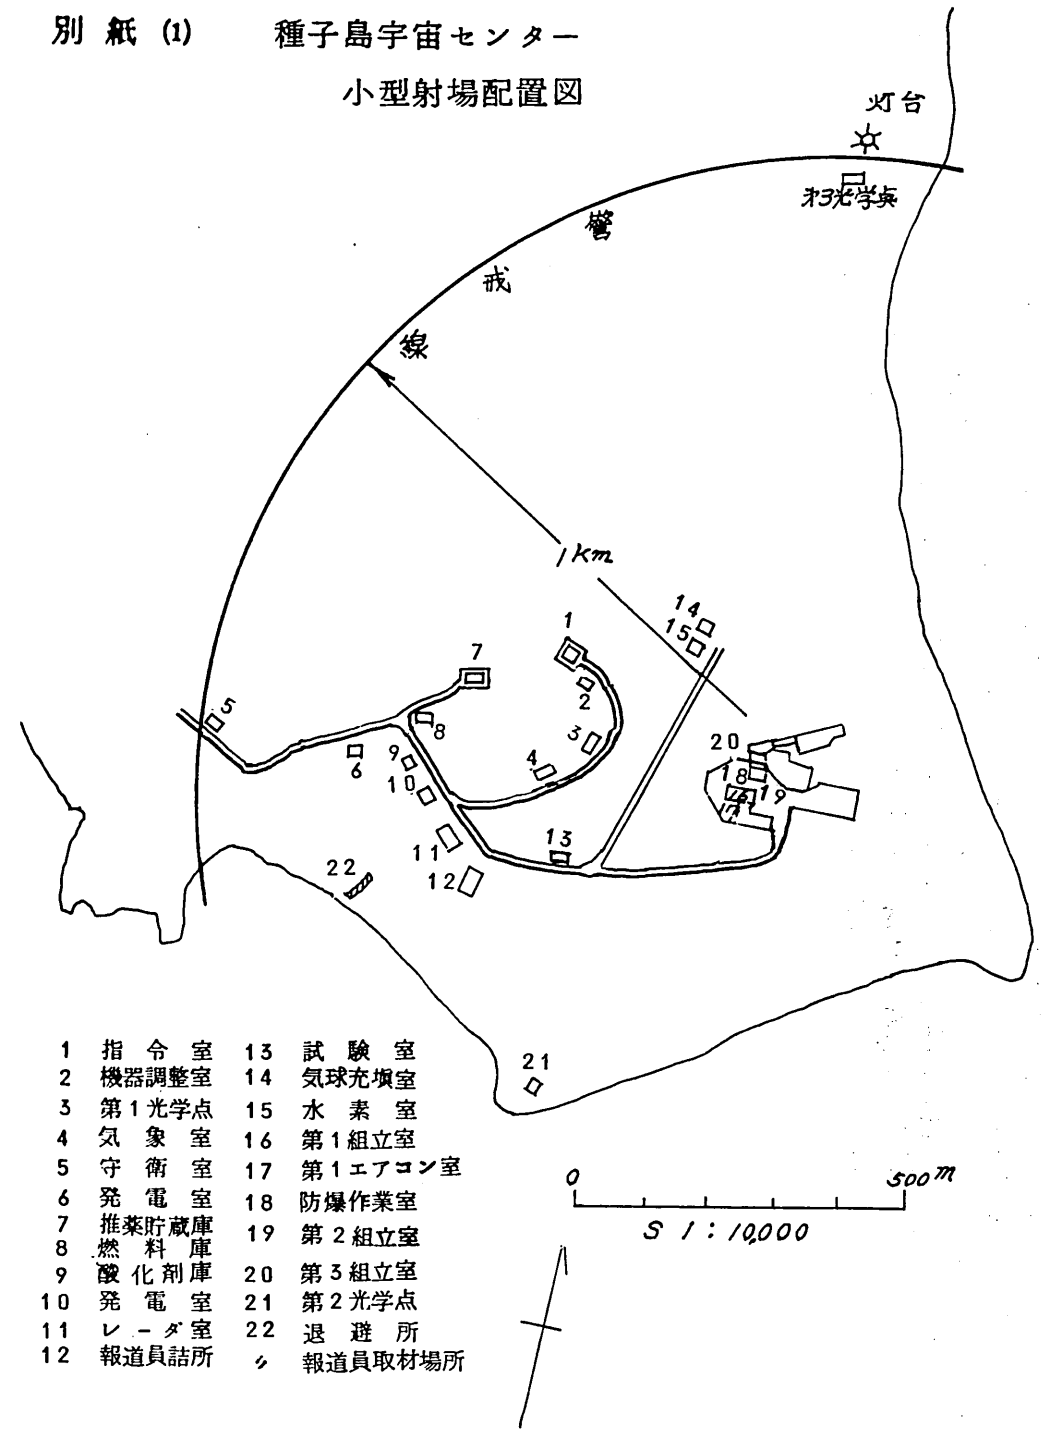 別紙 (1) 種子島宇宙センター
小型射場配置図
灯台
第3光学点
警
戒
線
1km
14
15
1
7
2
5
8
3
20
6
9
4
18
19
10
16
17
13
11
22
12
21
1 指令室
2 機器調整室
3 第1光学点
4 気象室
5 守衛室
6 発電室
7 推薬貯蔵庫
8 燃料庫
9 酸化剤庫
10 発電室
11 レーダ室
12 報道員詰所
13 試験室
14 気球充塡室
15 水素室
16 第1組立室
17 第1エアコン室
18 防爆作業室
19 第2組立室
20 第3組立室
21 第2光学点
22 退避所
〃 報道員取材場所
0 500m
S 1:10,000